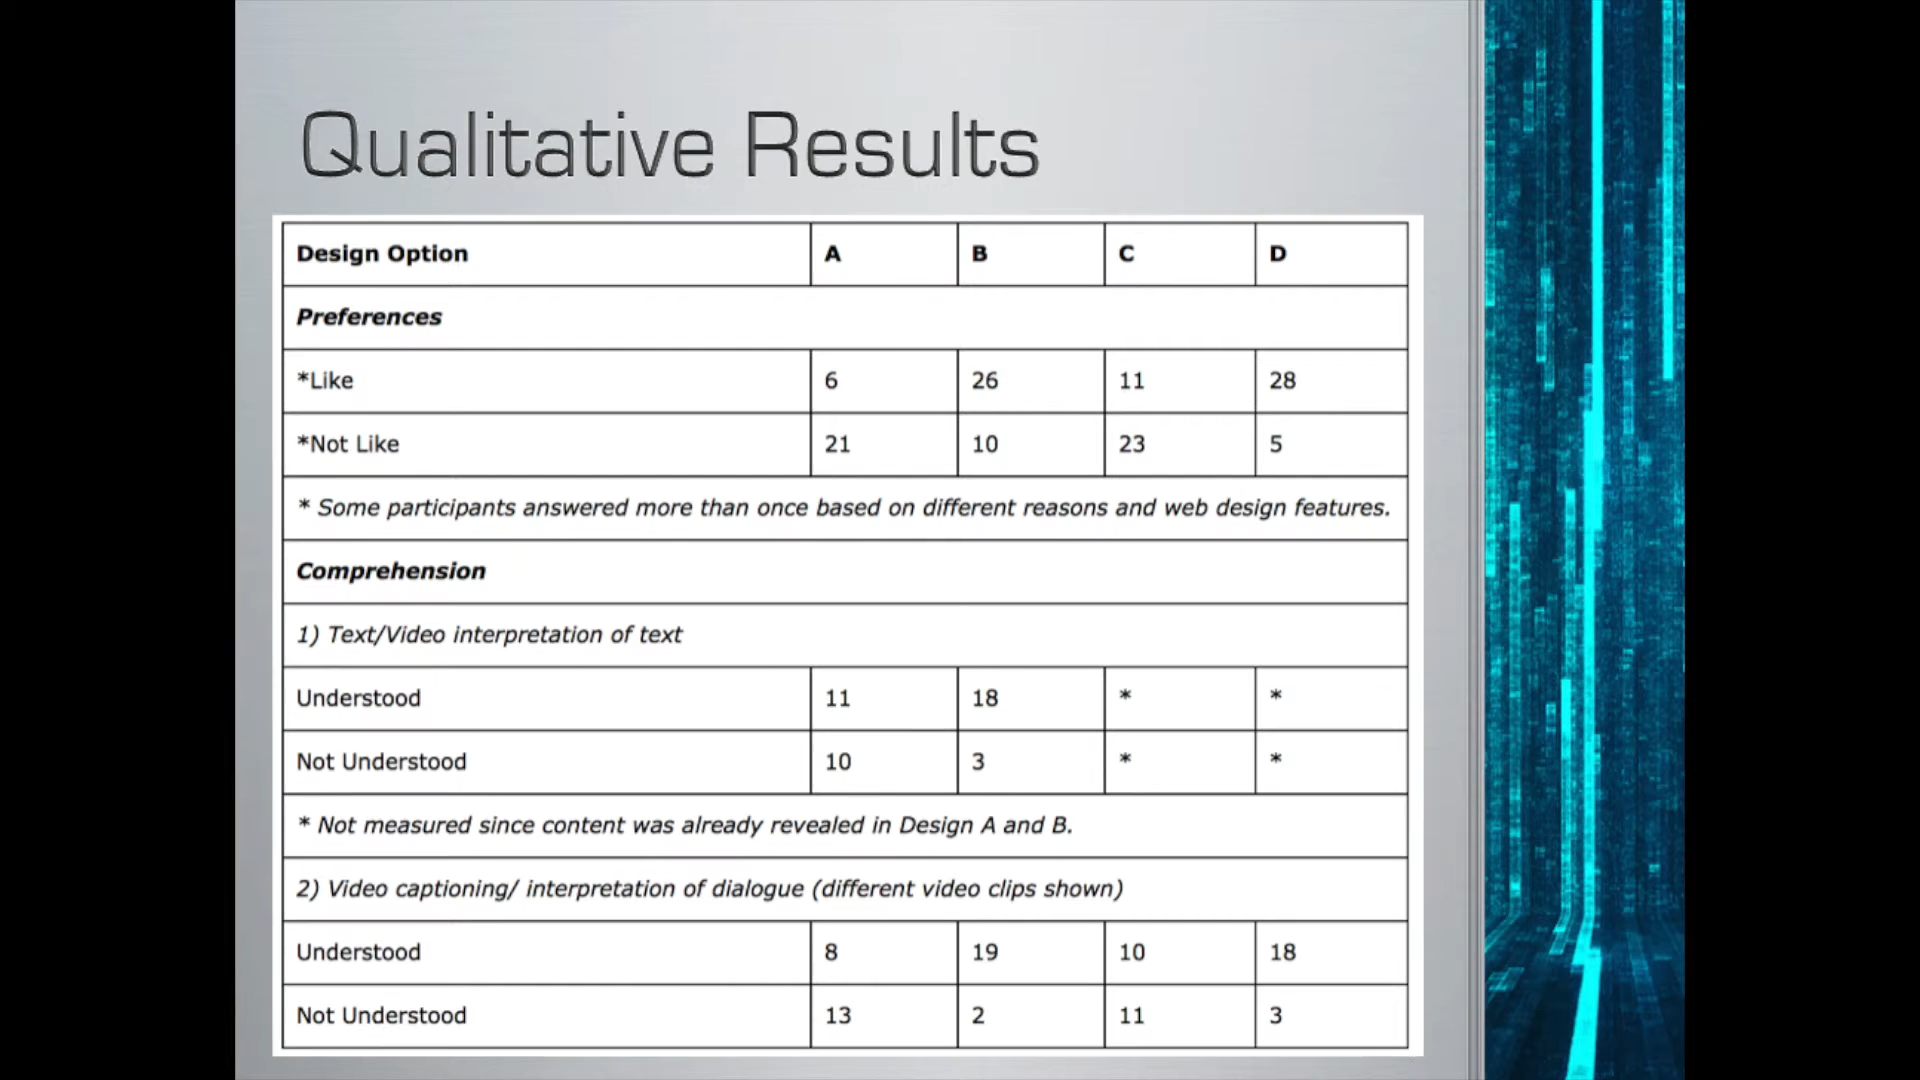 Qualitative Results
Design Option A B C D
Preferences
*Like 6 26 11 28
*Not Like 21 10 23 5
* Some participants answered more than once based on different reasons and web design features.
Comprehension
1) Text/Video interpretation of text
Understood 11 18 * *
Not Understood 10 3 * *
* Not measured since content was already revealed in Design A and B.
2) Video captioning/ interpretation of dialogue (different video clips shown)
Understood 8 19 10 18
Not Understood 13 2 11 3